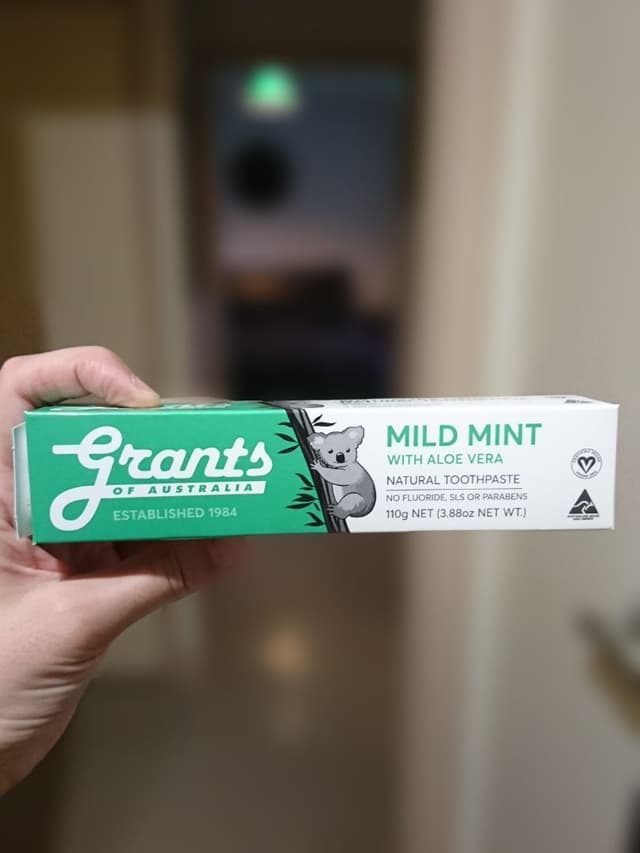 Grants
OF AUSTRALIA
ESTABLISHED 1984
MILD MINT
WITH ALOE VERA
NATURAL TOOTHPASTE
NO FLUORIDE, SLS OR PARABENS
110g NET (3.88oz NET WT.)